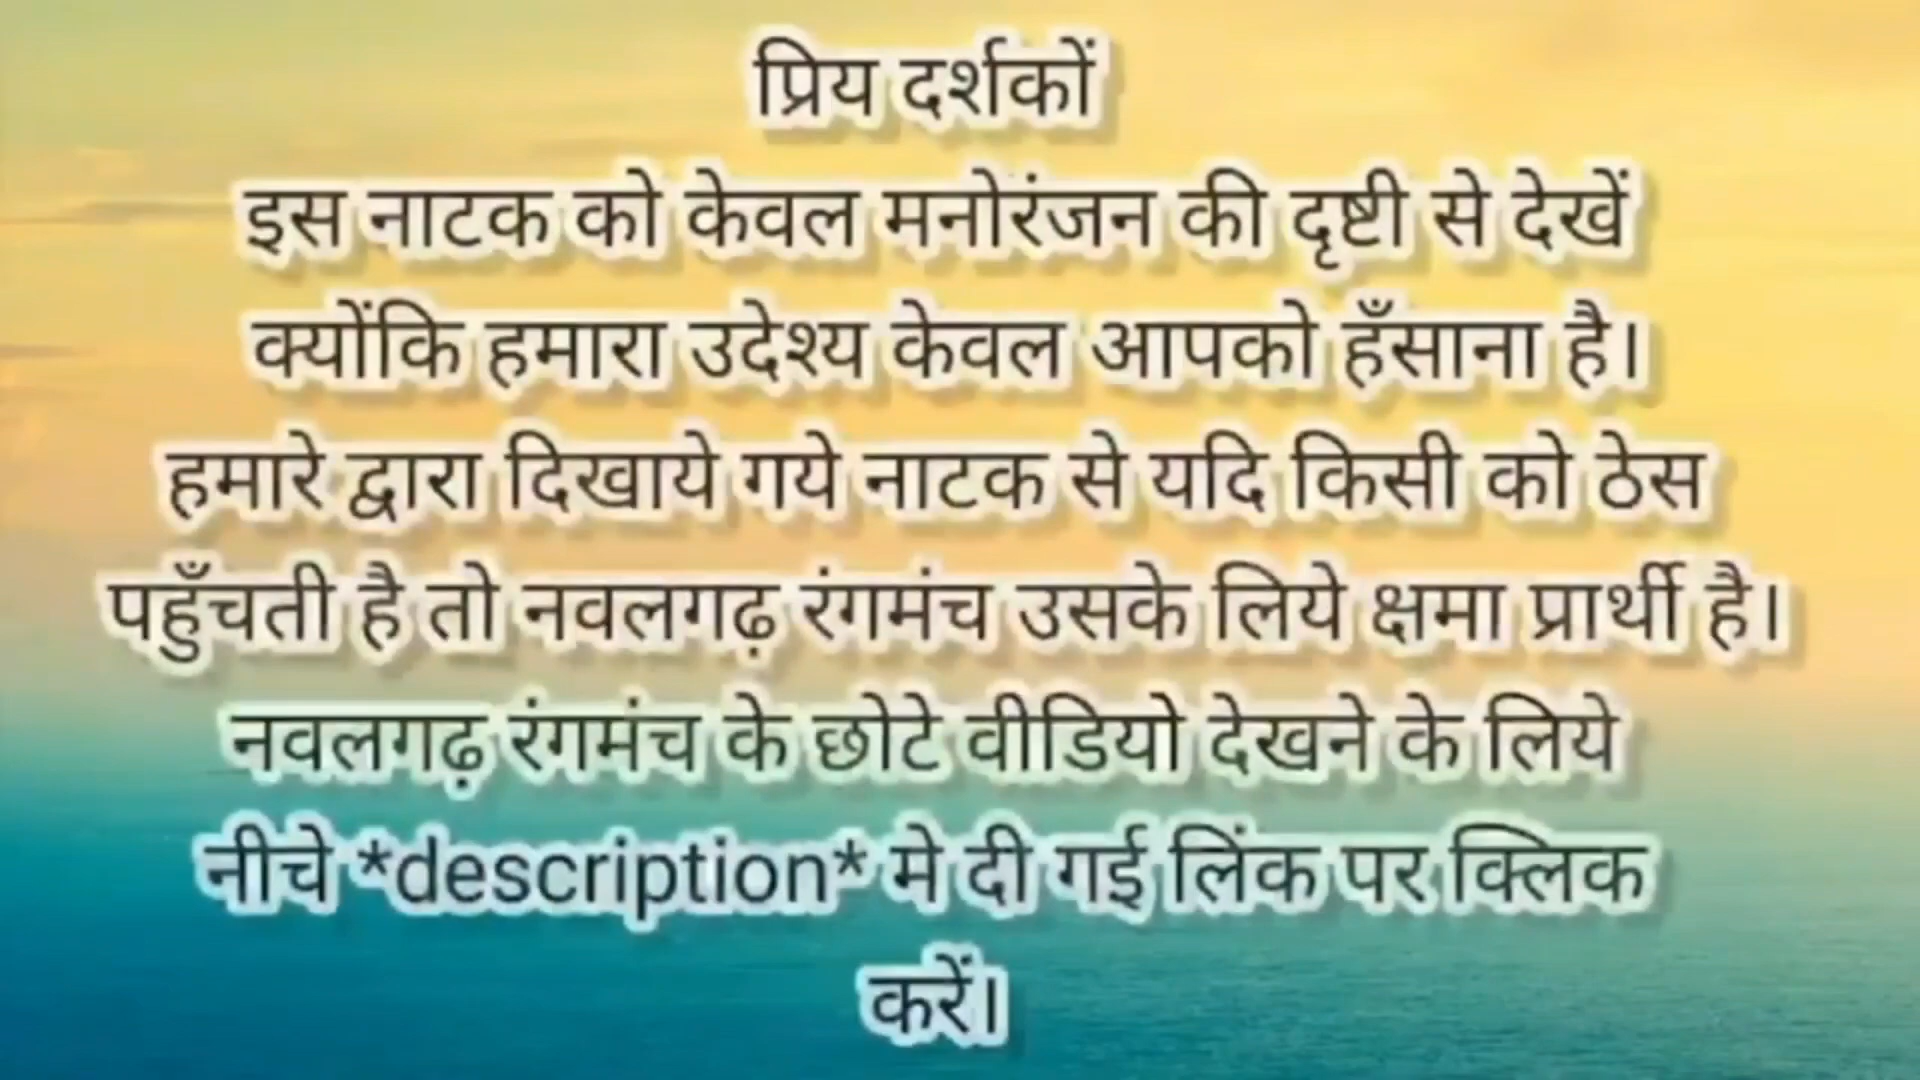 प्रिय दर्शकों
इस नाटक को केवल मनोरंजन की दृष्टी से देखें
क्योंकि हमारा उदेश्य केवल आपको हँसाना है।
हमारे द्वारा दिखाये गये नाटक से यदि किसी को ठेस
पहुँचती है तो नवलगढ़ रंगमंच उसके लिये क्षमा प्रार्थी है।
नवलगढ़ रंगमंच के छोटे वीडियो देखने के लिये
नीचे *description* मे दी गई लिंक पर क्लिक
करें।